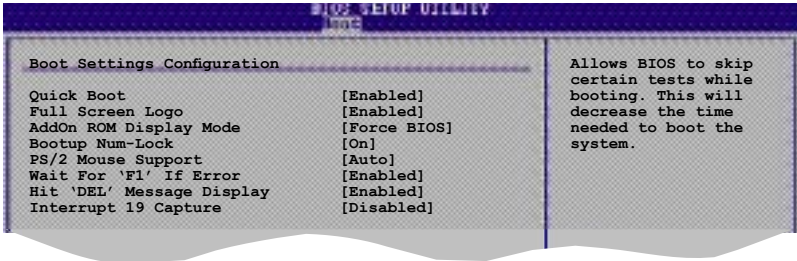 BIOS SETUP UTILITY
Boot
Boot Settings Configuration
Quick Boot [Enabled]
Full Screen Logo [Enabled]
AddOn ROM Display Mode [Force BIOS]
Bootup Num-Lock [On]
PS/2 Mouse Support [Auto]
Wait For ‘F1’ If Error [Enabled]
Hit ‘DEL’ Message Display [Enabled]
Interrupt 19 Capture [Disabled]
Allows BIOS to skip
certain tests while
booting. This will
decrease the time
needed to boot the
system.